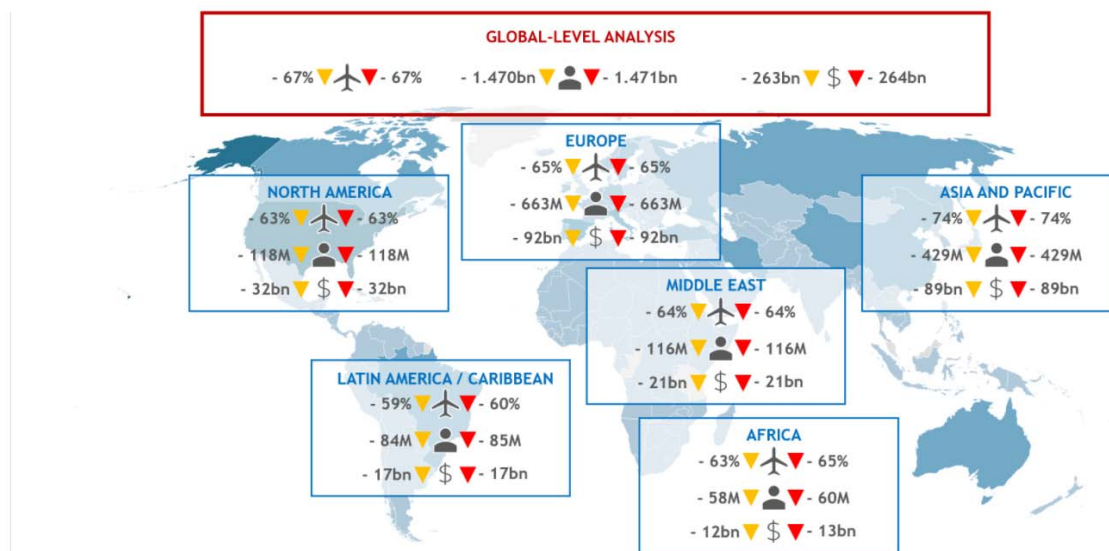 GLOBAL-LEVEL ANALYSIS
- 67% - 67% - 1.470bn - 1.471bn - 263bn $ - 264bn
EUROPE
- 65% - 65%
- 663M - 663M
- 92bn $ - 92bn
NORTH AMERICA
- 63% - 63%
- 118M - 118M
- 32bn $ - 32bn
ASIA AND PACIFIC
- 74% - 74%
- 429M - 429M
- 89bn $ - 89bn
MIDDLE EAST
- 64% - 64%
- 116M - 116M
- 21bn $ - 21bn
LATIN AMERICA / CARIBBEAN
- 59% - 60%
- 84M - 85M
- 17bn $ - 17bn
AFRICA
- 63% - 65%
- 58M - 60M
- 12bn $ - 13bn